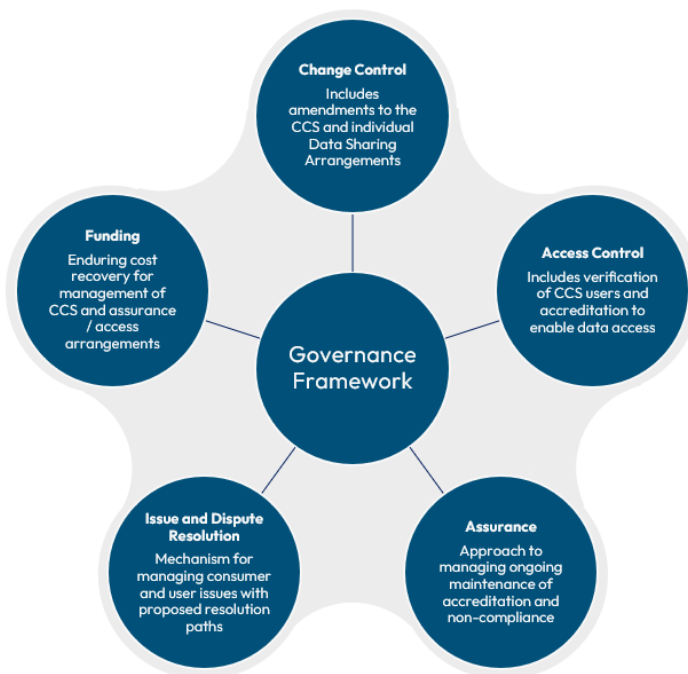 Change Control
Includes
amendments to the
CCS and individual
Data Sharing
Arrangements
Funding
Enduring cost
recovery for
management of
CCS and assurance
/ access
arrangements
Access Control
Includes verification
of CCS users and
accreditation to
enable data access
Governance
Framework
Issue and Dispute
Resolution
Mechanism for
managing consumer
and user issues with
proposed resolution
paths
Assurance
Approach to
managing ongoing
maintenance of
accreditation and
non-compliance